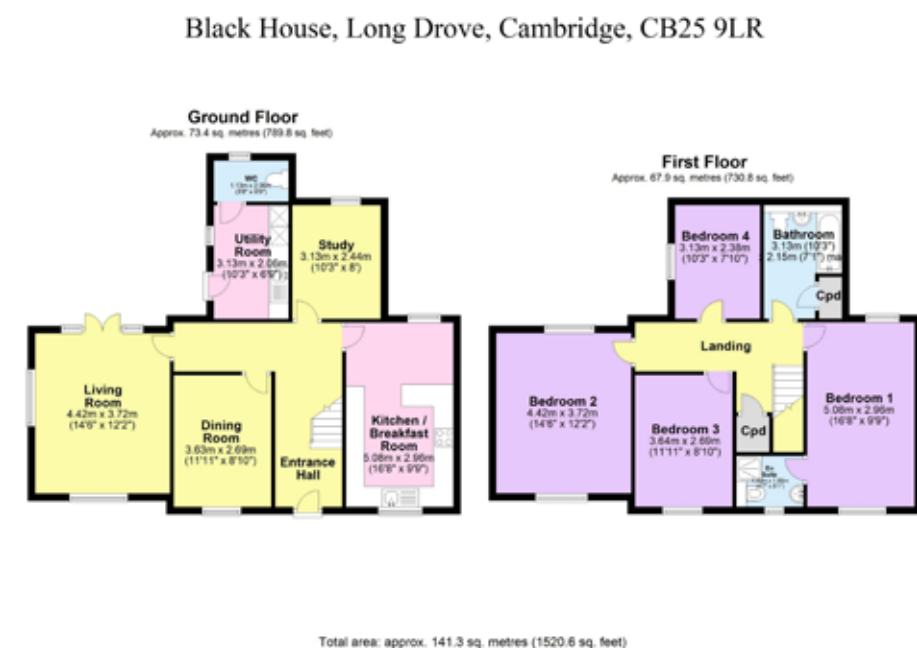 Black House, Long Drove, Cambridge, CB25 9LR
Ground Floor
Approx. 73.4 sq. metres (789.8 sq. feet)
WC
Utility
Room
3.13m x 2.06m
(10'3" x 6'9")
Study
3.13m x 2.44m
(10'3" x 8')
Living
Room
4.42m x 3.72m
(14'6" x 12'2")
Dining
Room
3.63m x 2.69m
(11'11" x 8'10")
Entrance
Hall
Kitchen /
Breakfast
Room
5.08m x 2.96m
(16'8" x 9'9")
First Floor
Approx. 67.9 sq. metres (730.8 sq. feet)
Bedroom 4
3.13m x 2.38m
(10'3" x 7'10")
Bathroom
3.13m (10'3")
2.15m (7'1") ma
Cpd
Landing
Bedroom 2
4.42m x 3.72m
(14'6" x 12'2")
Bedroom 3
3.64m x 2.69m
(11'11" x 8'10")
Cpd
Bedroom 1
5.08m x 2.96m
(16'8" x 9'9")
En
Suite
Total area: approx. 141.3 sq. metres (1520.6 sq. feet)